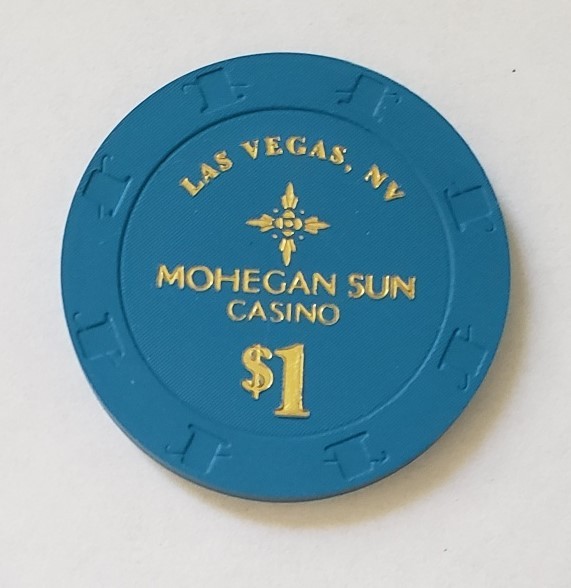 LAS VEGAS, NV
MOHEGAN SUN
CASINO
$1